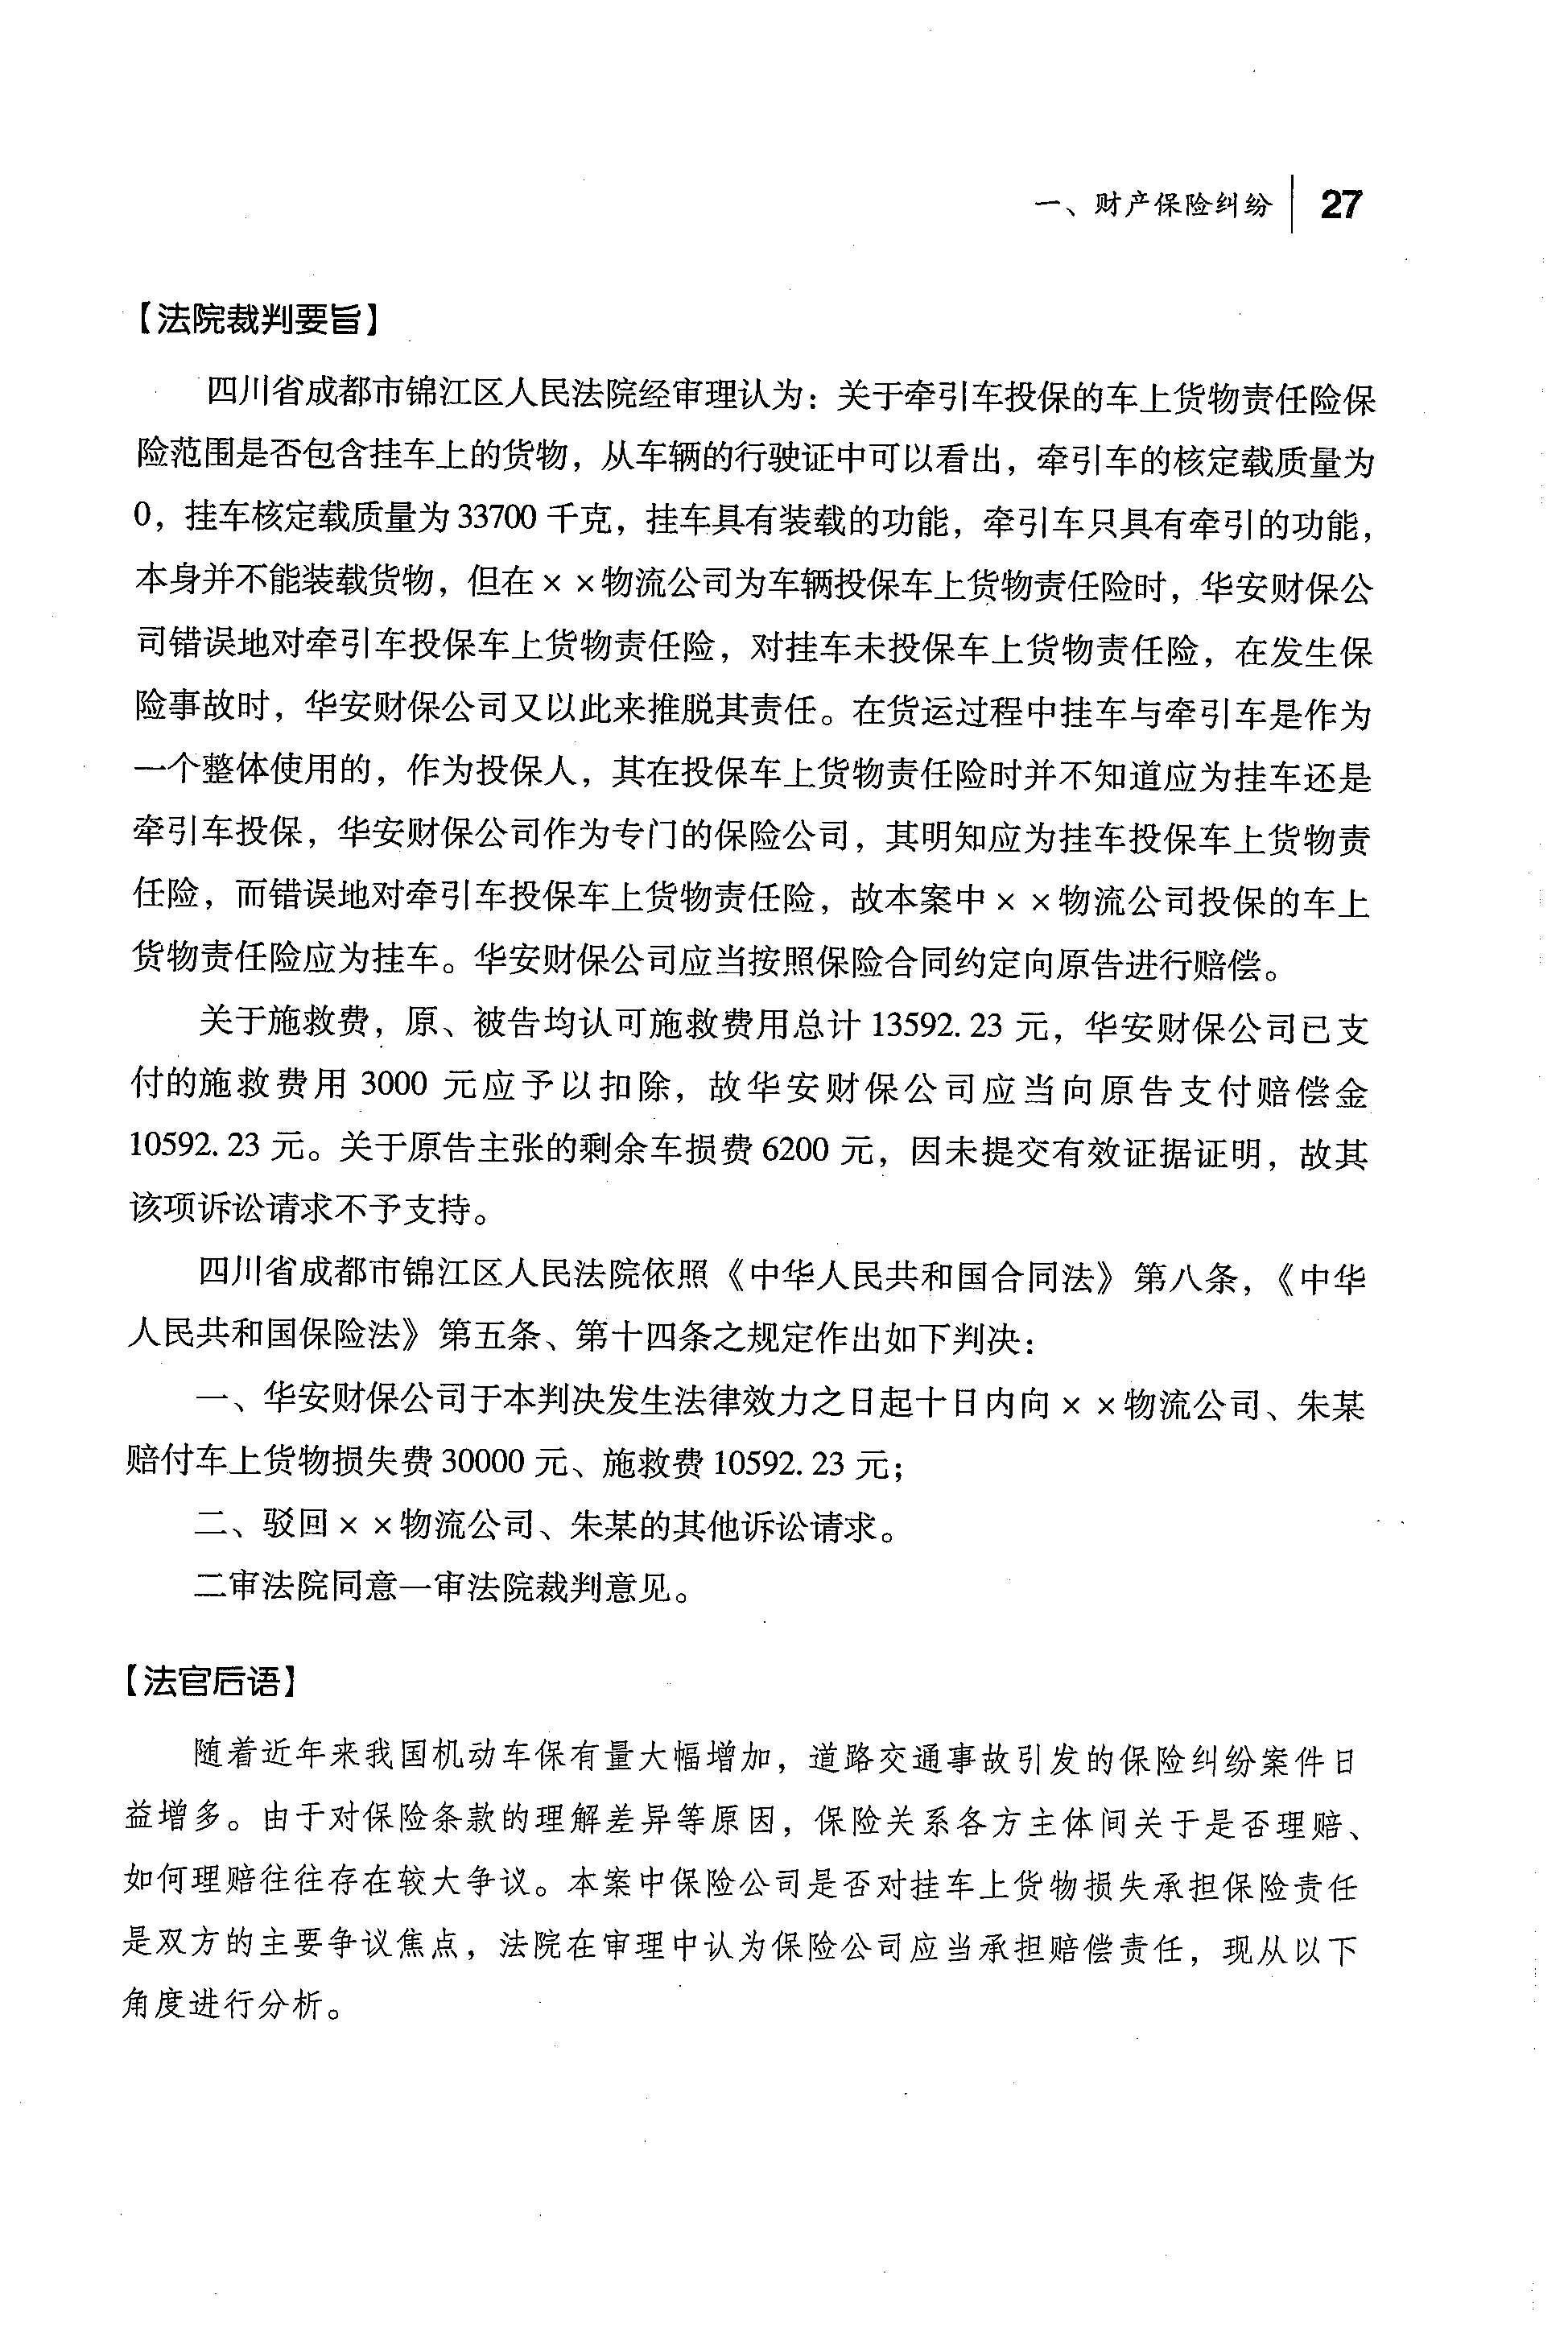 一、财产保险纠纷 27
【法院裁判要旨】
四川省成都市锦江区人民法院经审理认为：关于牵引车投保的车上货物责任险保
险范围是否包含挂车上的货物，从车辆的行驶证中可以看出，牵引车的核定载质量为
0，挂车核定载质量为33700千克，挂车具有装载的功能，牵引车只具有牵引的功能，
本身并不能装载货物，但在××物流公司为车辆投保车上货物责任险时，华安财保公
司错误地对牵引车投保车上货物责任险，对挂车未投保车上货物责任险，在发生保
险事故时，华安财保公司又以此来推脱其责任。在货运过程中挂车与牵引车是作为
一个整体使用的，作为投保人，其在投保车上货物责任险时并不知道应为挂车还是
牵引车投保，华安财保公司作为专门的保险公司，其明知应为挂车投保车上货物责
任险，而错误地对牵引车投保车上货物责任险，故本案中××物流公司投保的车上
货物责任险应为挂车。华安财保公司应当按照保险合同约定向原告进行赔偿。
关于施救费，原、被告均认可施救费用总计13592.23元，华安财保公司已支
付的施救费用3000元应予以扣除，故华安财保公司应当向原告支付赔偿金
10592.23元。关于原告主张的剩余车损费6200元，因未提交有效证据证明，故其
该项诉讼请求不予支持。
四川省成都市锦江区人民法院依照《中华人民共和国合同法》第八条，《中华
人民共和国保险法》第五条、第十四条之规定作出如下判决：
一、华安财保公司于本判决发生法律效力之日起十日内向××物流公司、朱某
赔付车上货物损失费30000元、施救费10592.23元；
二、驳回××物流公司、朱某的其他诉讼请求。
二审法院同意一审法院裁判意见。
【法官后语】
随着近年来我国机动车保有量大幅增加，道路交通事故引发的保险纠纷案件日
益增多。由于对保险条款的理解差异等原因，保险关系各方主体间关于是否理赔、
如何理赔往往存在较大争议。本案中保险公司是否对挂车上货物损失承担保险责任
是双方的主要争议焦点，法院在审理中认为保险公司应当承担赔偿责任，现从以下
角度进行分析。